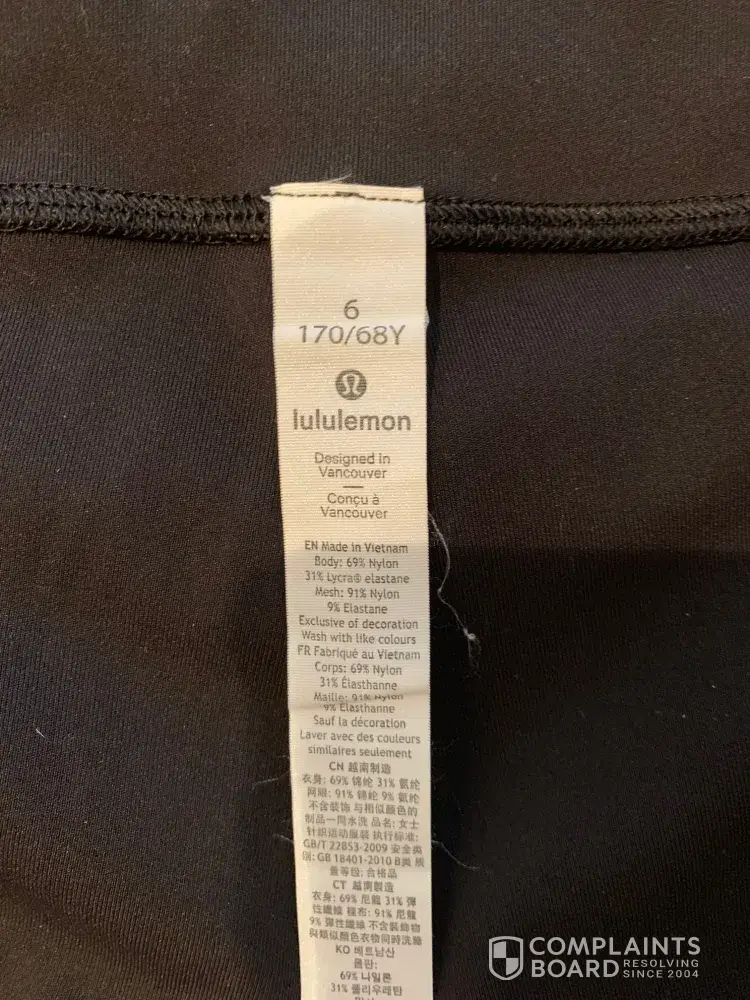 6
170/68Y
lululemon
Designed in
Vancouver
Conçu à
Vancouver
EN Made in Vietnam
Body: 69% Nylon
31% Lycra® elastane
Mesh: 91% Nylon
9% Elastane
Exclusive of decoration
Wash with like colours
FR Fabriqué au Vietnam
Corps: 69% Nylon
31% Élasthanne
Maille: 91% Nylon
9% Élasthanne
Sauf la décoration
Laver avec des couleurs
similaires seulement
CN 越南制造
衣身: 69% 锦纶 31% 氨纶
网眼: 91% 锦纶 9% 氨纶
不含装饰 与相似颜色的
制品一同水洗 品名: 女士
针织运动服装 执行标准:
GB/T 22853-2009 安全类
别: GB 18401-2010 B类 质
量等级: 合格品
CT 越南製造
衣身: 69% 尼龍 31% 彈
性纖維 裡布: 91% 尼龍
9% 彈性纖維 不含裝飾物
與類似顏色衣物同時洗滌
KO 베트남산
몸판:
69% 나일론
31% 폴리우레탄
COMPLAINTS
BOARD RESOLVING
SINCE 2004